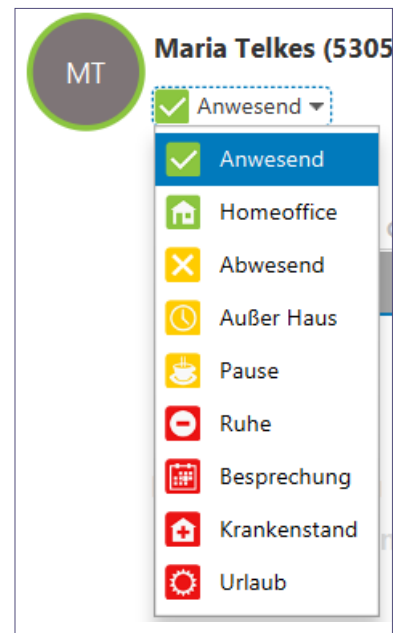 MT
Maria Telkes (5305
Anwesend
Anwesend
Homeoffice
Abwesend
Außer Haus
Pause
Ruhe
Besprechung
Krankenstand
Urlaub